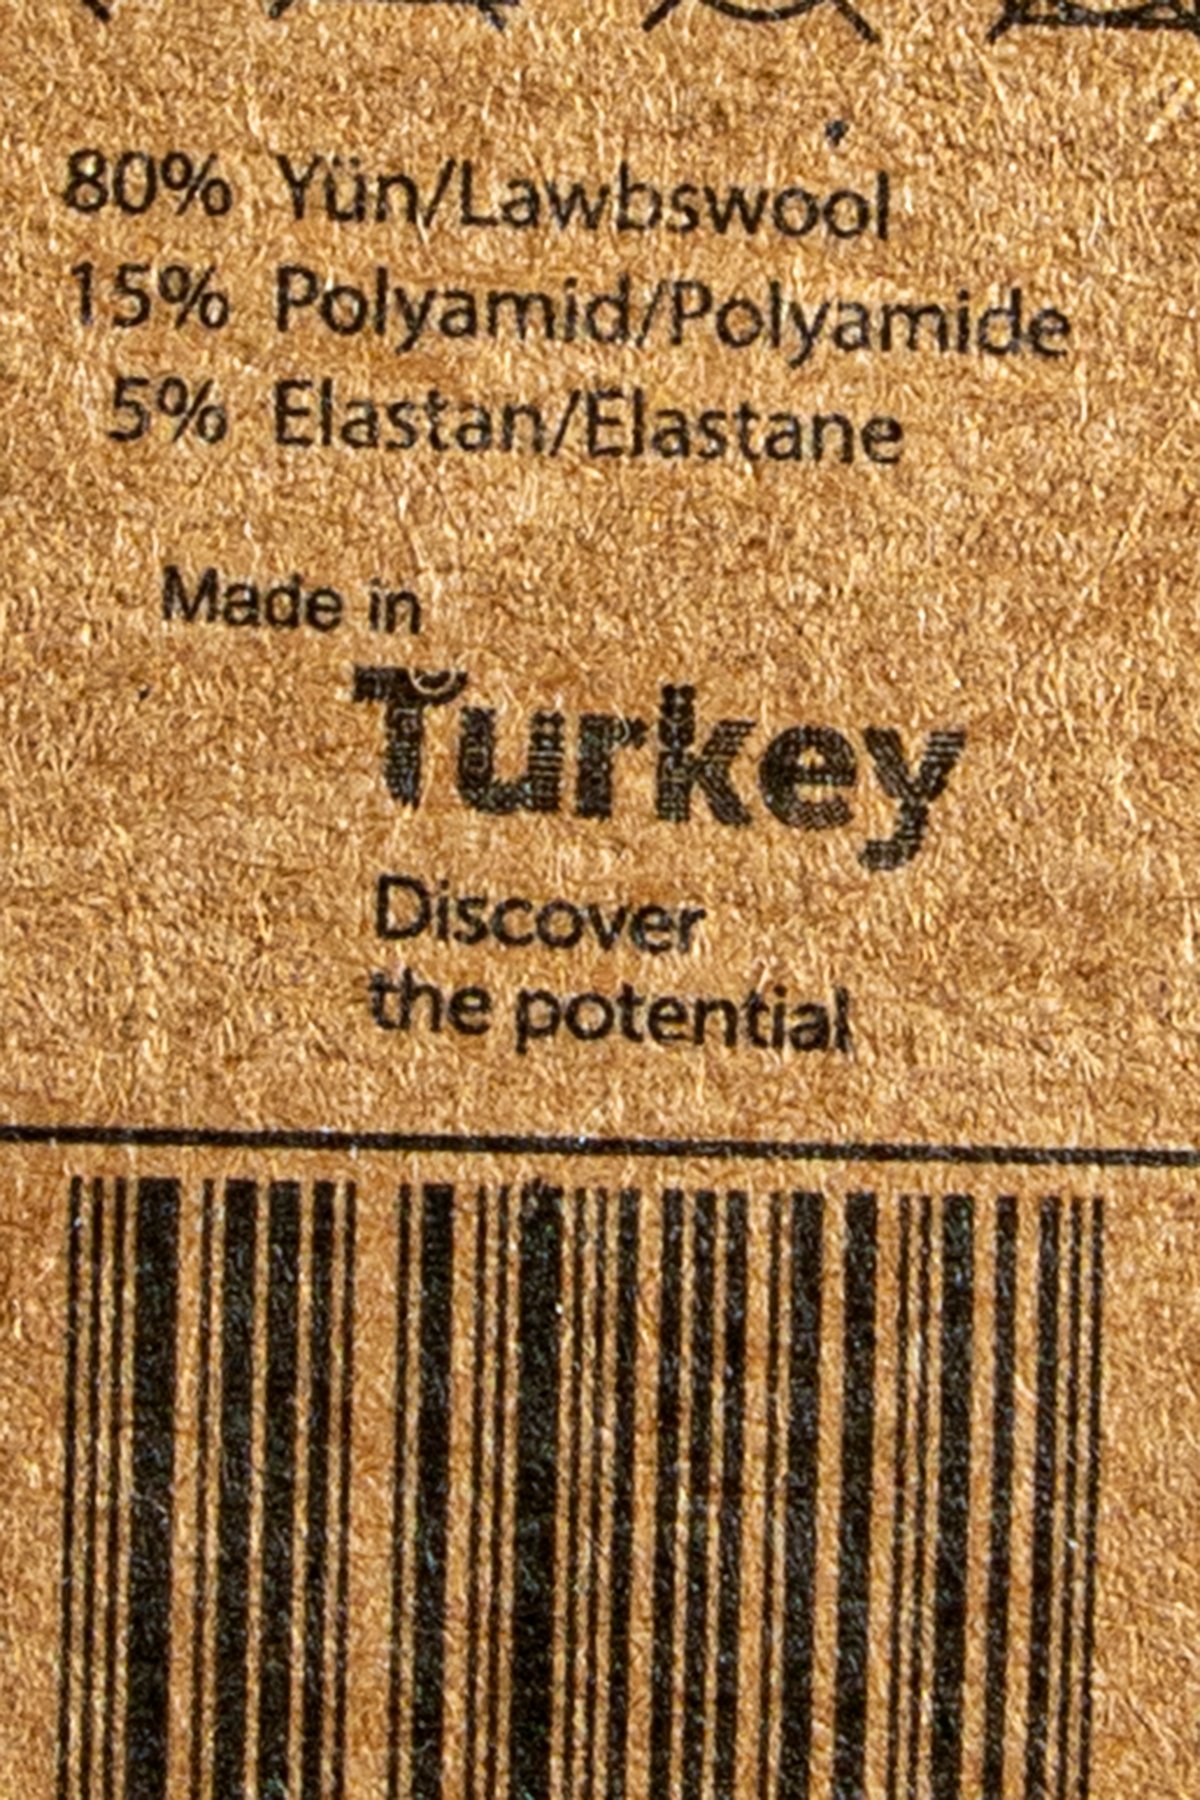 80% Yün/Lawbswool
15% Polyamid/Polyamide
5% Elastan/Elastane
Made in
Turkey
Discover
the potential